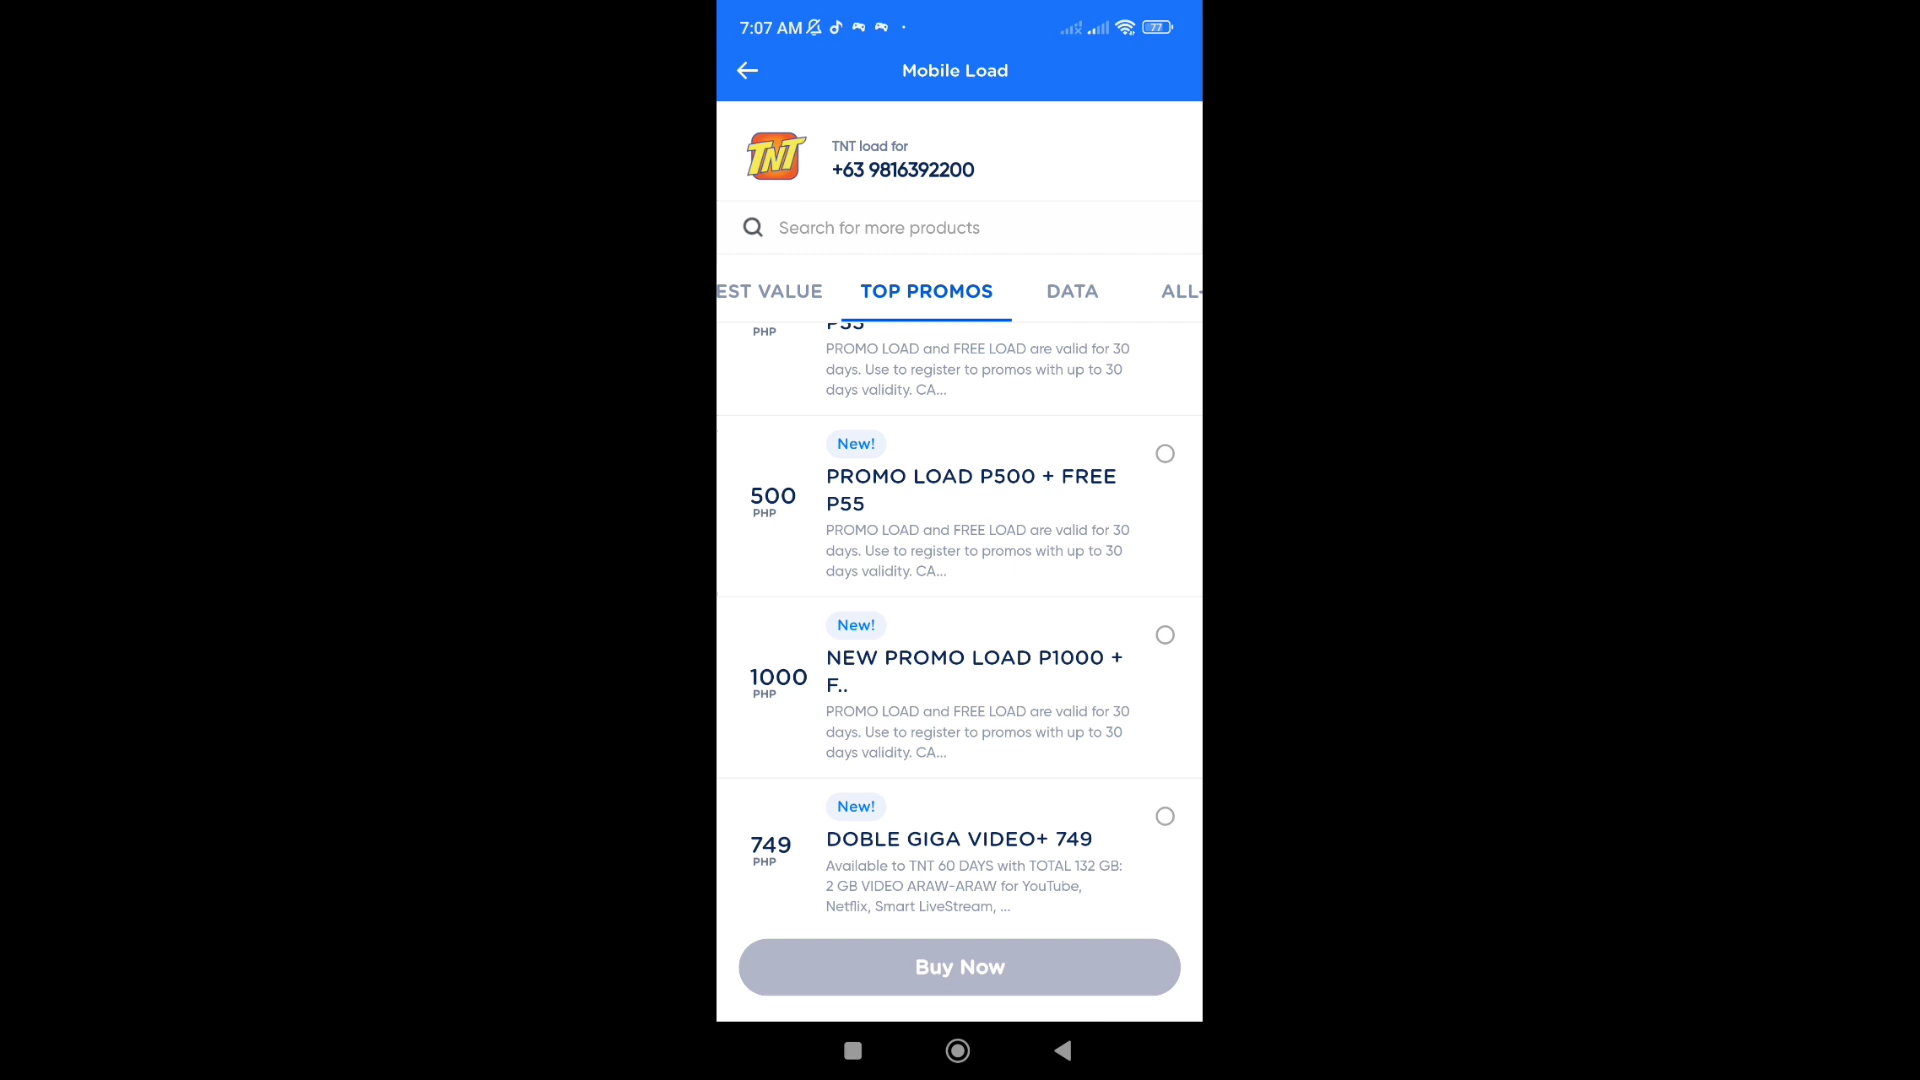 7:07 AM
77
Mobile Load
TNT
TNT load for
+63 9816392200
Search for more products
EST VALUE TOP PROMOS DATA ALL-
PHP
P55
PROMO LOAD and FREE LOAD are valid for 30
days. Use to register to promos with up to 30
days validity. CA...
New!
500
PHP
PROMO LOAD P500 + FREE
P55
PROMO LOAD and FREE LOAD are valid for 30
days. Use to register to promos with up to 30
days validity. CA...
New!
1000
PHP
NEW PROMO LOAD P1000 +
F..
PROMO LOAD and FREE LOAD are valid for 30
days. Use to register to promos with up to 30
days validity. CA...
New!
749
PHP
DOBLE GIGA VIDEO+ 749
Available to TNT 60 DAYS with TOTAL 132 GB:
2 GB VIDEO ARAW-ARAW for YouTube,
Netflix, Smart LiveStream, ...
Buy Now